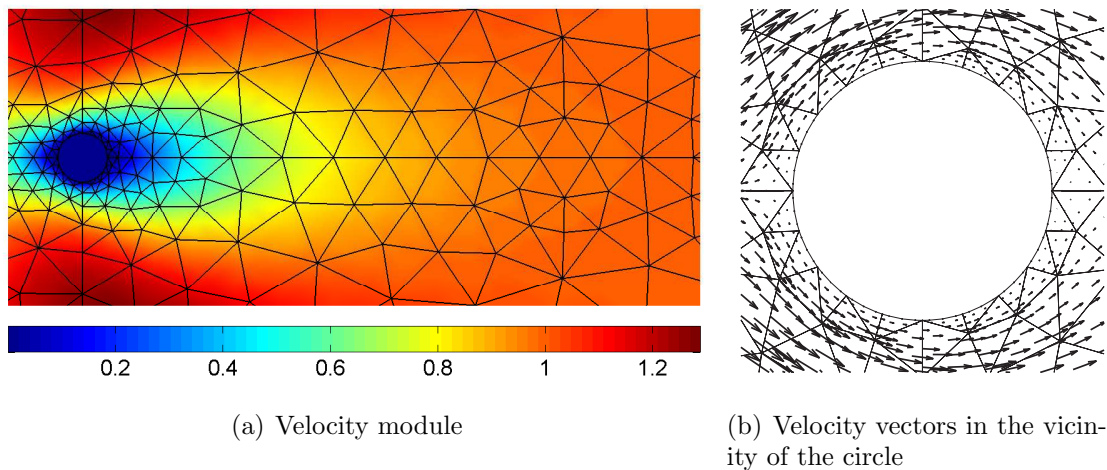 0.2 0.4 0.6 0.8 1 1.2
(a) Velocity module
(b) Velocity vectors in the vicin-
ity of the circle